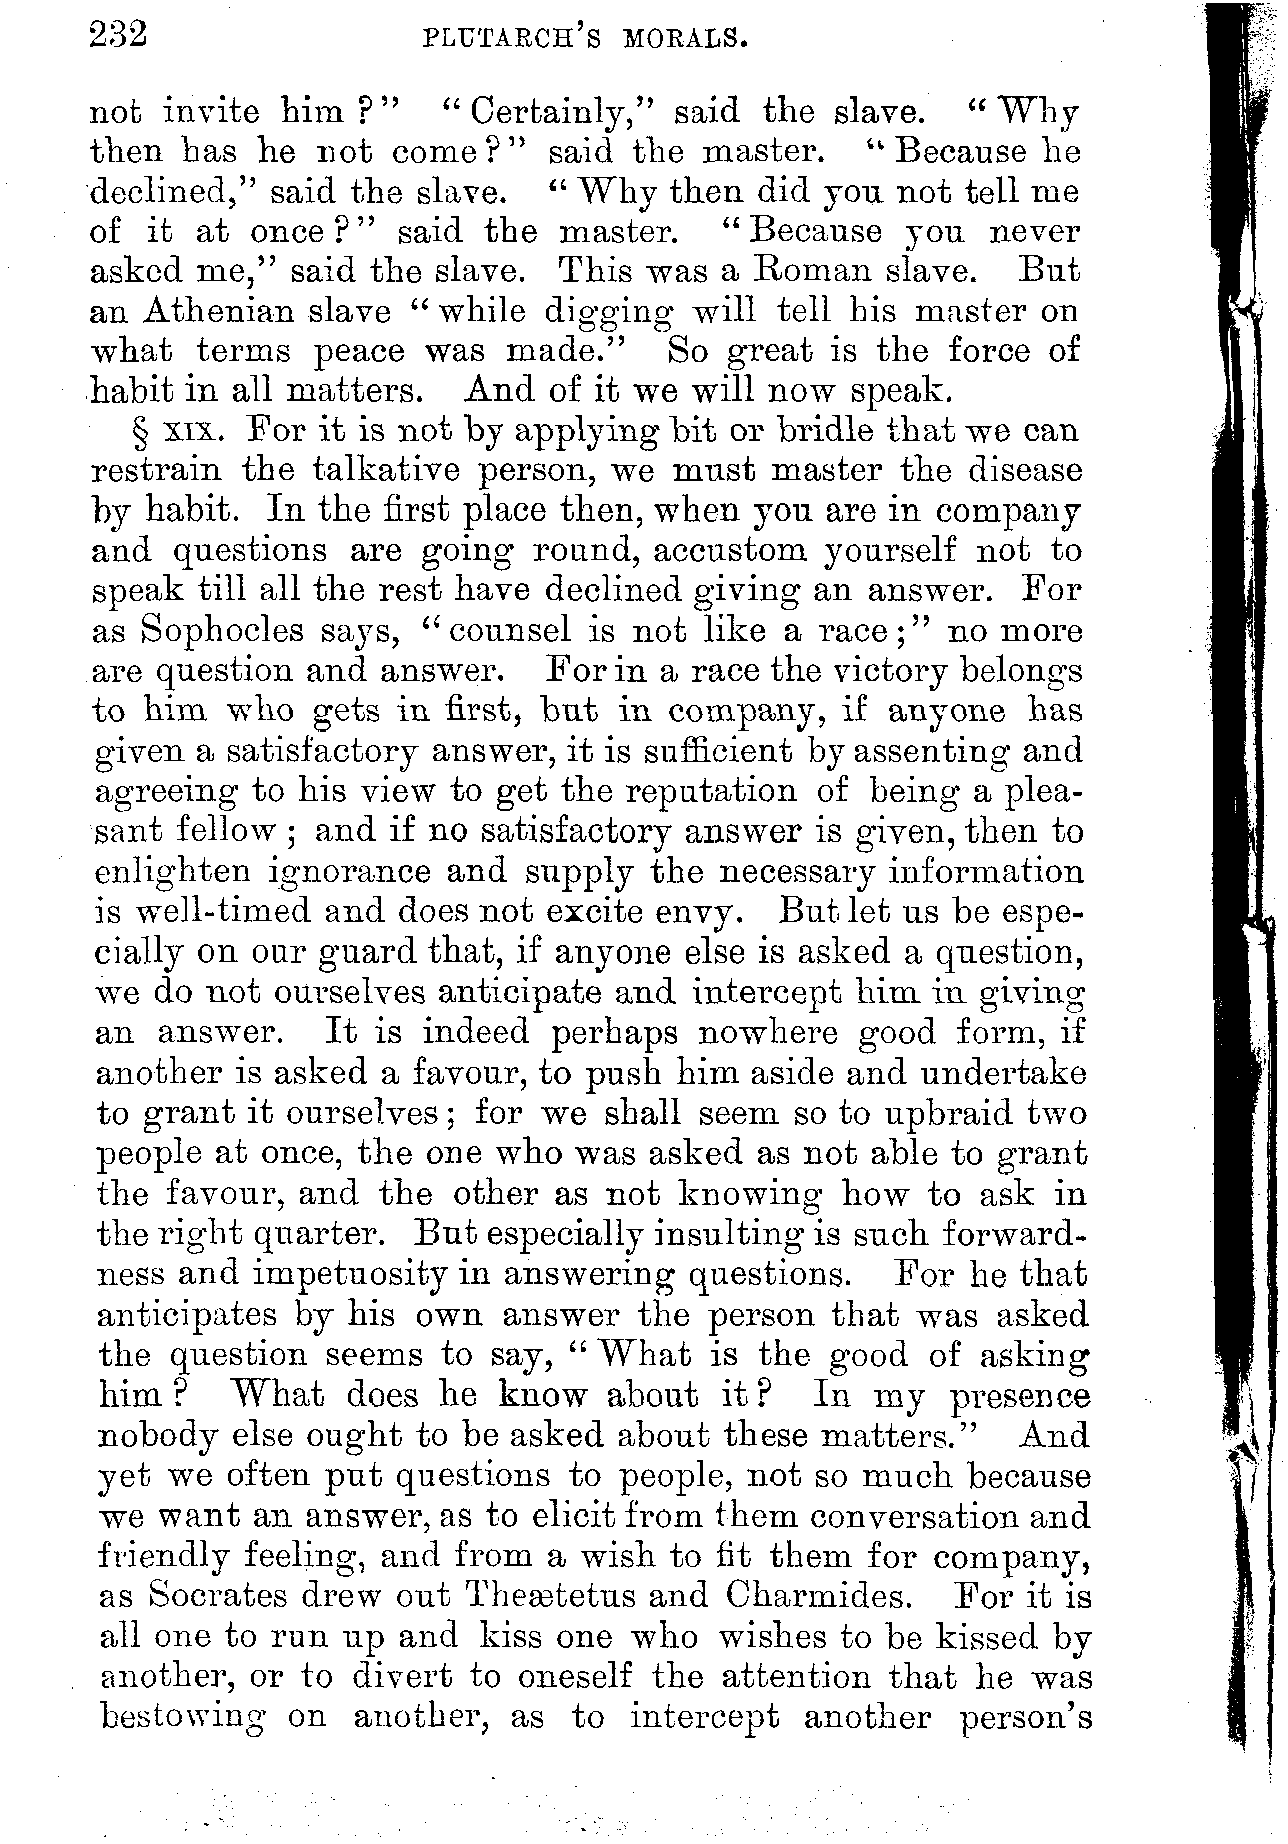 232 PLUTARCH'S MORALS.
not invite him ?" "Certainly," said the slave. "Why
then has he not come?" said the master. "Because he
declined," said the slave. "Why then did you not tell me
of it at once?" said the master. "Because you never
asked me," said the slave. This was a Roman slave. But
an Athenian slave "while digging will tell his master on
what terms peace was made." So great is the force of
habit in all matters. And of it we will now speak.
§ XIX. For it is not by applying bit or bridle that we can
restrain the talkative person, we must master the disease
by habit. In the first place then, when you are in company
and questions are going round, accustom yourself not to
speak till all the rest have declined giving an answer. For
as Sophocles says, "counsel is not like a race;" no more
are question and answer. For in a race the victory belongs
to him who gets in first, but in company, if anyone has
given a satisfactory answer, it is sufficient by assenting and
agreeing to his view to get the reputation of being a plea-
sant fellow; and if no satisfactory answer is given, then to
enlighten ignorance and supply the necessary information
is well-timed and does not excite envy. But let us be espe-
cially on our guard that, if anyone else is asked a question,
we do not ourselves anticipate and intercept him in giving
an answer. It is indeed perhaps nowhere good form, if
another is asked a favour, to push him aside and undertake
to grant it ourselves; for we shall seem so to upbraid two
people at once, the one who was asked as not able to grant
the favour, and the other as not knowing how to ask in
the right quarter. But especially insulting is such forward-
ness and impetuosity in answering questions. For he that
anticipates by his own answer the person that was asked
the question seems to say, "What is the good of asking
him? What does he know about it? In my presence
nobody else ought to be asked about these matters." And
yet we often put questions to people, not so much because
we want an answer, as to elicit from them conversation and
friendly feeling, and from a wish to fit them for company,
as Socrates drew out Theætetus and Charmides. For it is
all one to run up and kiss one who wishes to be kissed by
another, or to divert to oneself the attention that he was
bestowing on another, as to intercept another person's